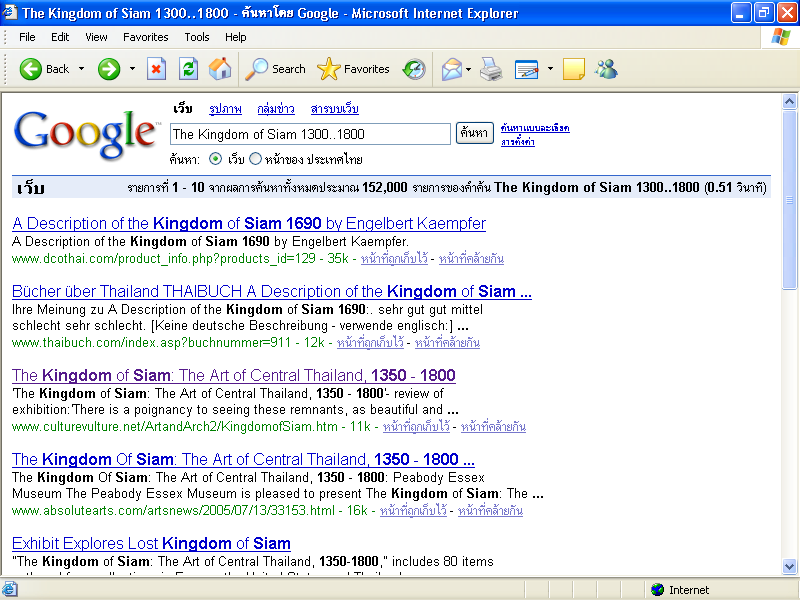 The Kingdom of Siam 1300..1800 - ค้นหาโดย Google - Microsoft Internet Explorer
File Edit View Favorites Tools Help
Back Search Favorites
Google™
เว็บ รูปภาพ กลุ่มข่าว สารบบเว็บ
The Kingdom of Siam 1300..1800 ค้นหา ค้นหาแบบละเอียด
การตั้งค่า
ค้นหา: เว็บ หน้าของ ประเทศไทย
เว็บ รายการที่ 1 - 10 จากผลการค้นหาทั้งหมดประมาณ 152,000 รายการของคำค้น The Kingdom of Siam 1300..1800 (0.51 วินาที)
A Description of the Kingdom of Siam 1690 by Engelbert Kaempfer
A Description of the Kingdom of Siam 1690 by Engelbert Kaempfer.
www.dcothai.com/product_info.php?products_id=129 - 35k - หน้าที่ถูกเก็บไว้ - หน้าที่คล้ายกัน
Bücher über Thailand THAIBUCH A Description of the Kingdom of Siam ...
Ihre Meinung zu A Description of the Kingdom of Siam 1690:. sehr gut gut mittel
schlecht sehr schlecht. [Keine deutsche Beschreibung - verwende englisch:] ...
www.thaibuch.com/index.asp?buchnummer=911 - 12k - หน้าที่ถูกเก็บไว้ - หน้าที่คล้ายกัน
The Kingdom of Siam: The Art of Central Thailand, 1350 - 1800
'The Kingdom of Siam: The Art of Central Thailand, 1350 - 1800'- review of
exhibition:'There is a poignancy to seeing these remnants, as beautiful and ...
www.culturevulture.net/ArtandArch2/KingdomofSiam.htm - 11k - หน้าที่ถูกเก็บไว้ - หน้าที่คล้ายกัน
The Kingdom Of Siam: The Art of Central Thailand, 1350 - 1800 ...
The Kingdom Of Siam: The Art of Central Thailand, 1350 - 1800: Peabody Essex
Museum The Peabody Essex Museum is pleased to present The Kingdom of Siam: The ...
www.absolutearts.com/artsnews/2005/07/13/33153.html - 16k - หน้าที่ถูกเก็บไว้ - หน้าที่คล้ายกัน
Exhibit Explores Lost Kingdom of Siam
"The Kingdom of Siam: The Art of Central Thailand, 1350-1800," includes 80 items
Internet